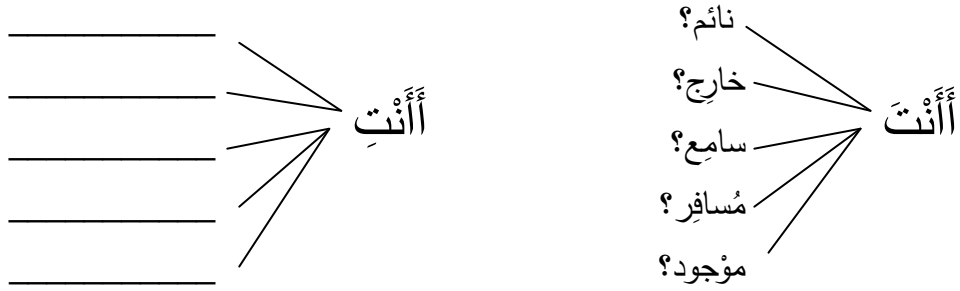 أَأَنْتَ
نائم؟
خارِج؟
سامِع؟
مُسافِر؟
موْجود؟
أَأَنْتِ